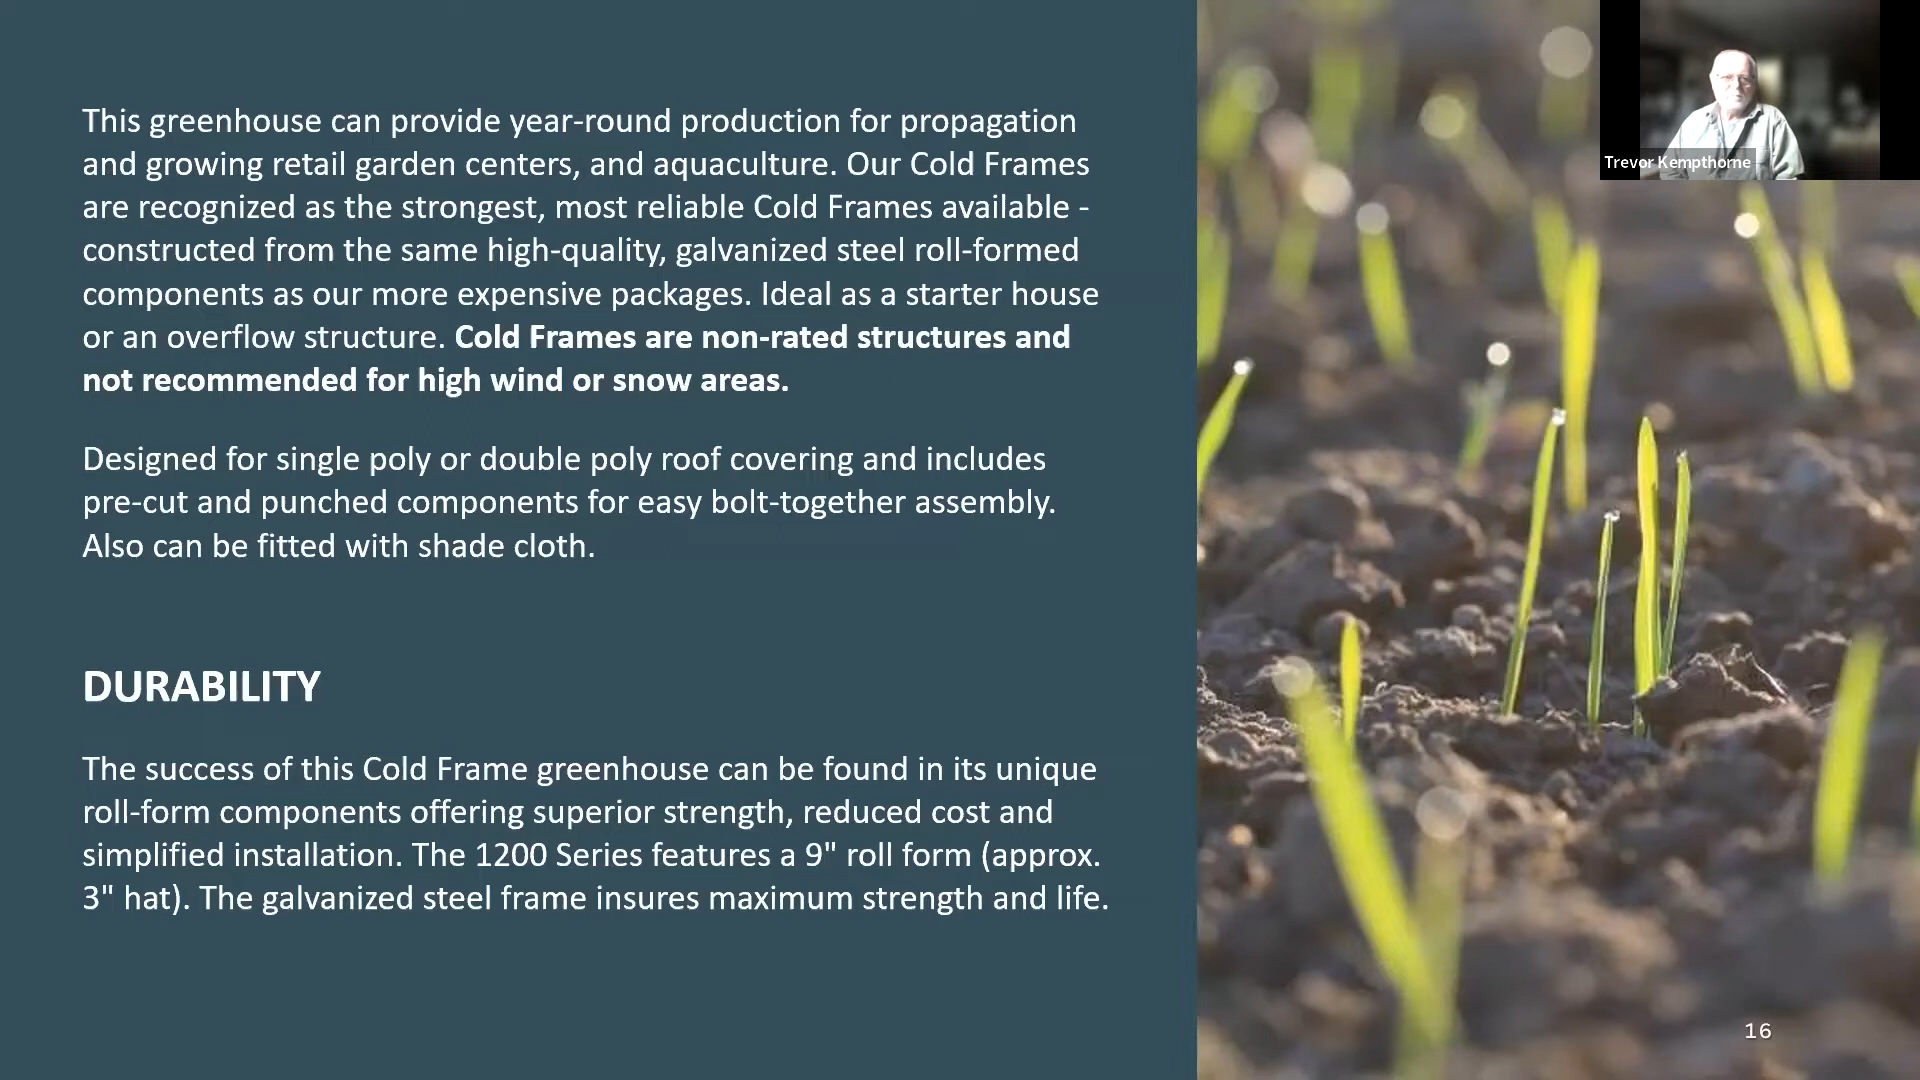 This greenhouse can provide year-round production for propagation
and growing retail garden centers, and aquaculture. Our Cold Frames
are recognized as the strongest, most reliable Cold Frames available -
constructed from the same high-quality, galvanized steel roll-formed
components as our more expensive packages. Ideal as a starter house
or an overflow structure. Cold Frames are non-rated structures and
not recommended for high wind or snow areas.
Designed for single poly or double poly roof covering and includes
pre-cut and punched components for easy bolt-together assembly.
Also can be fitted with shade cloth.
DURABILITY
The success of this Cold Frame greenhouse can be found in its unique
roll-form components offering superior strength, reduced cost and
simplified installation. The 1200 Series features a 9" roll form (approx.
3" hat). The galvanized steel frame insures maximum strength and life.
Trevor Kempthorne
16